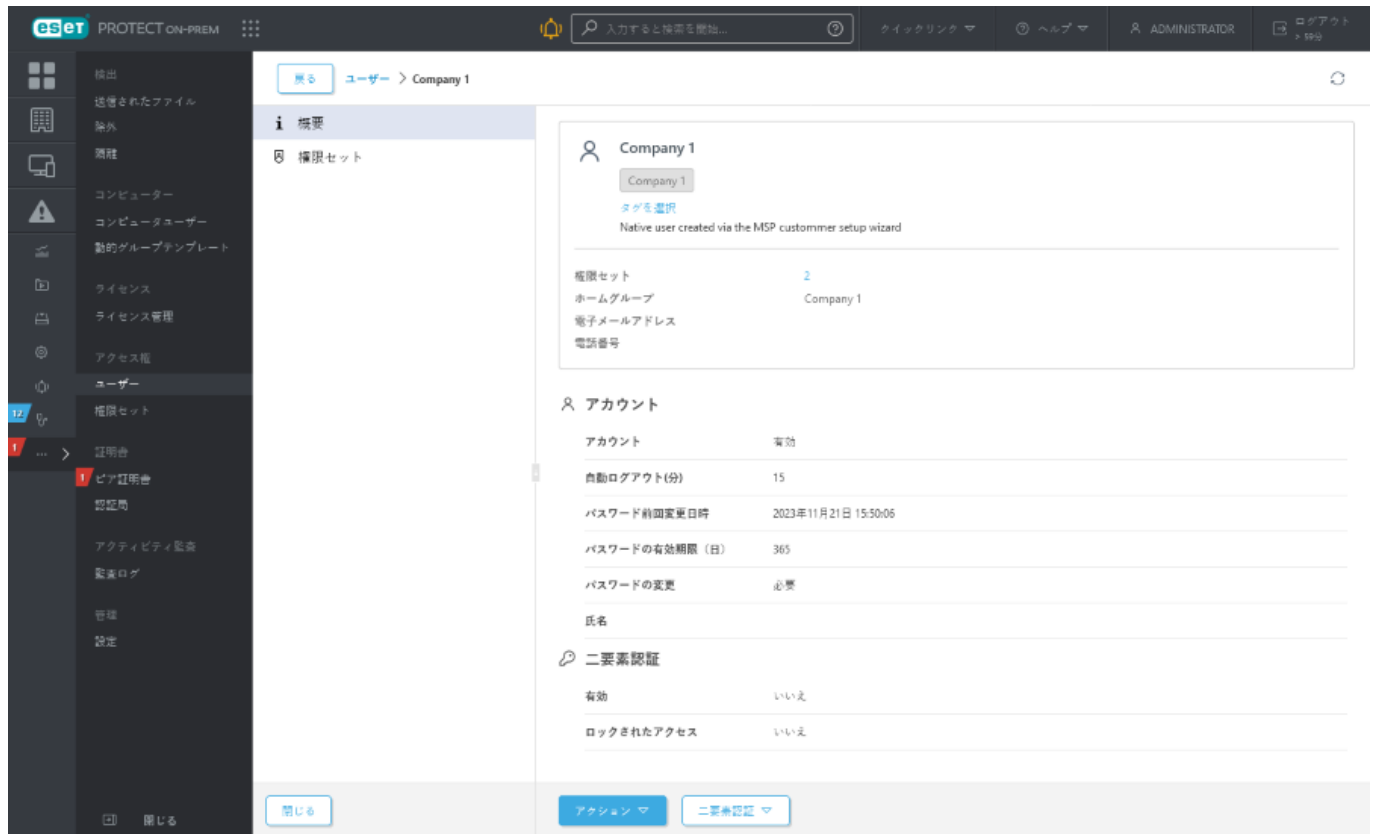 eset PROTECT ON-PREM
入力すると検索を開始...
クイックリンク
ヘルプ
ADMINISTRATOR
ログアウト
> 59分
検出
送信されたファイル
除外
隔離
コンピューター
コンピュータユーザー
動的グループテンプレート
ライセンス
ライセンス管理
アクセス権
ユーザー
権限セット
12
1
証明書
1
ピア証明書
認証局
アクティビティ監査
監査ログ
管理
設定
閉じる
戻る
ユーザー > Company 1
i 概要
権限セット
閉じる
Company 1
Company 1
タグを選択
Native user created via the MSP custommer setup wizard
権限セット 2
ホームグループ Company 1
電子メールアドレス
電話番号
アカウント
アカウント 有効
自動ログアウト(分) 15
パスワード前回変更日時 2023年11月21日 15:50:06
パスワードの有効期限（日） 365
パスワードの変更 必要
氏名
二要素認証
有効 いいえ
ロックされたアクセス いいえ
アクション
二要素認証